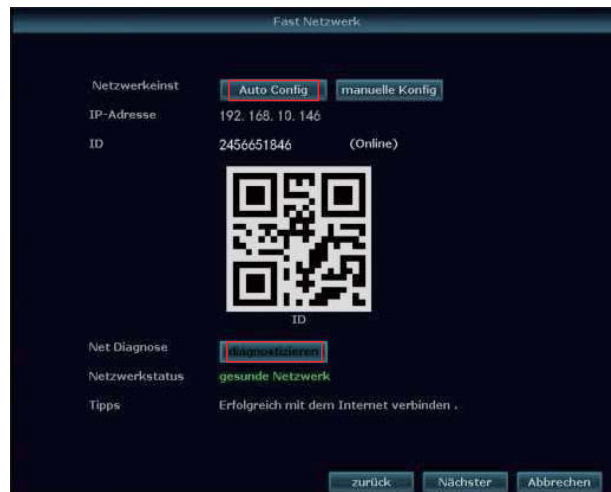 Fast Netzwerk
Netzwerkeinst Auto Config manuelle Konfig
IP-Adresse 192. 168. 10. 146
ID 2456651846 (Online)
ID
Net Diagnose diagnostizieren
Netzwerkstatus gesunde Netzwerk
Tipps Erfolgreich mit dem Internet verbinden .
zurück Nächster Abbrechen